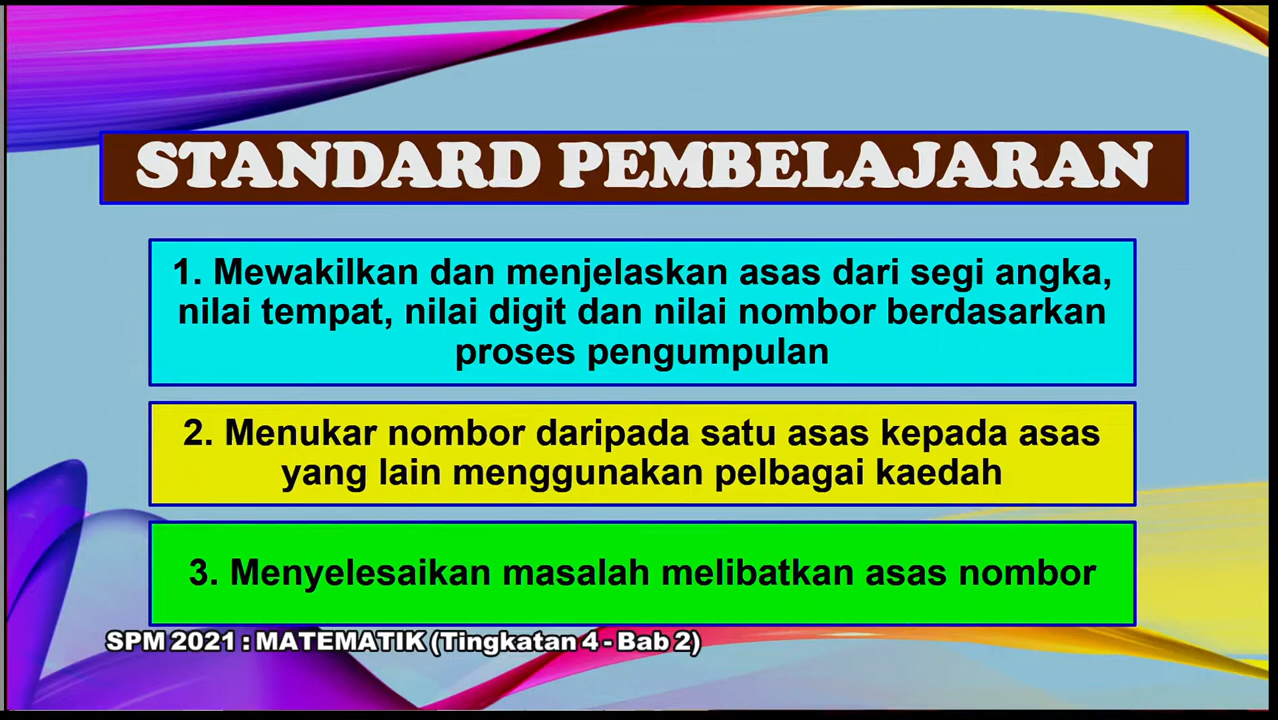 STANDARD PEMBELAJARAN
1. Mewakilkan dan menjelaskan asas dari segi angka,
nilai tempat, nilai digit dan nilai nombor berdasarkan
proses pengumpulan
2. Menukar nombor daripada satu asas kepada asas
yang lain menggunakan pelbagai kaedah
3. Menyelesaikan masalah melibatkan asas nombor
SPM 2021 : MATEMATIK (Tingkatan 4 - Bab 2)